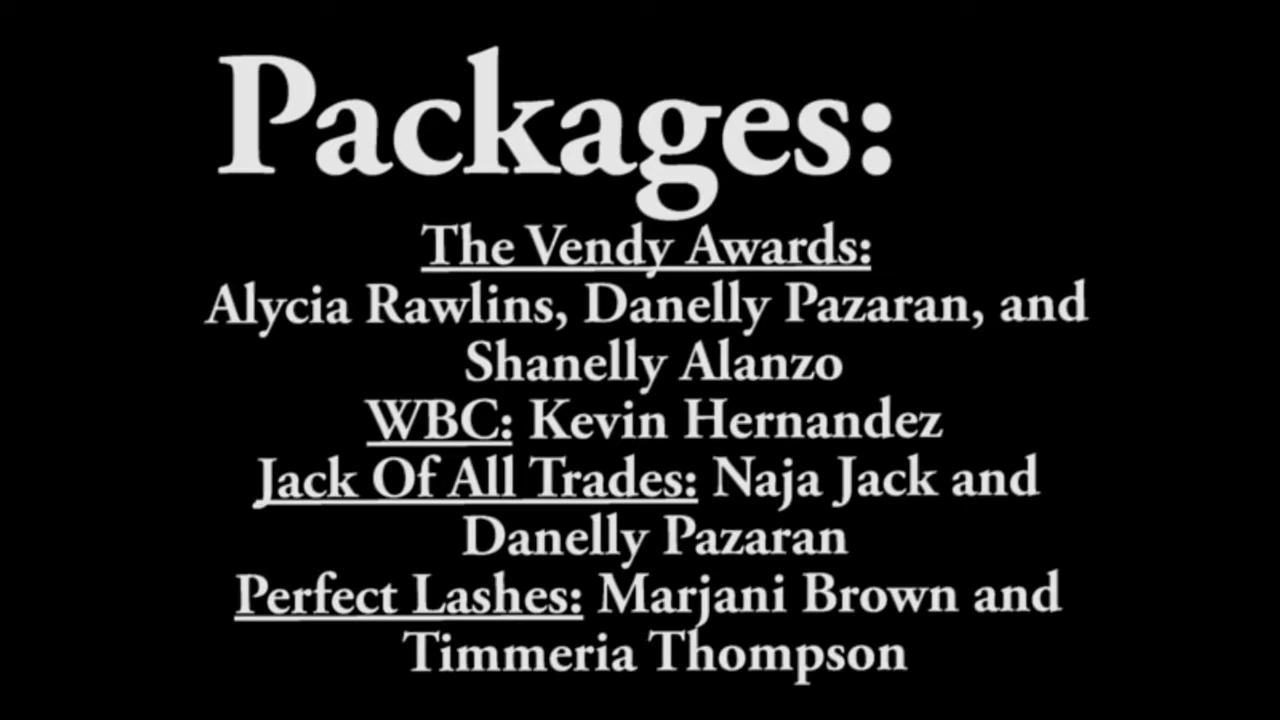 Packages:
The Vendy Awards:
Alycia Rawlins, Danelly Pazaran, and
Shanelly Alanzo
WBC: Kevin Hernandez
Jack Of All Trades: Naja Jack and
Danelly Pazaran
Perfect Lashes: Marjani Brown and
Timmeria Thompson